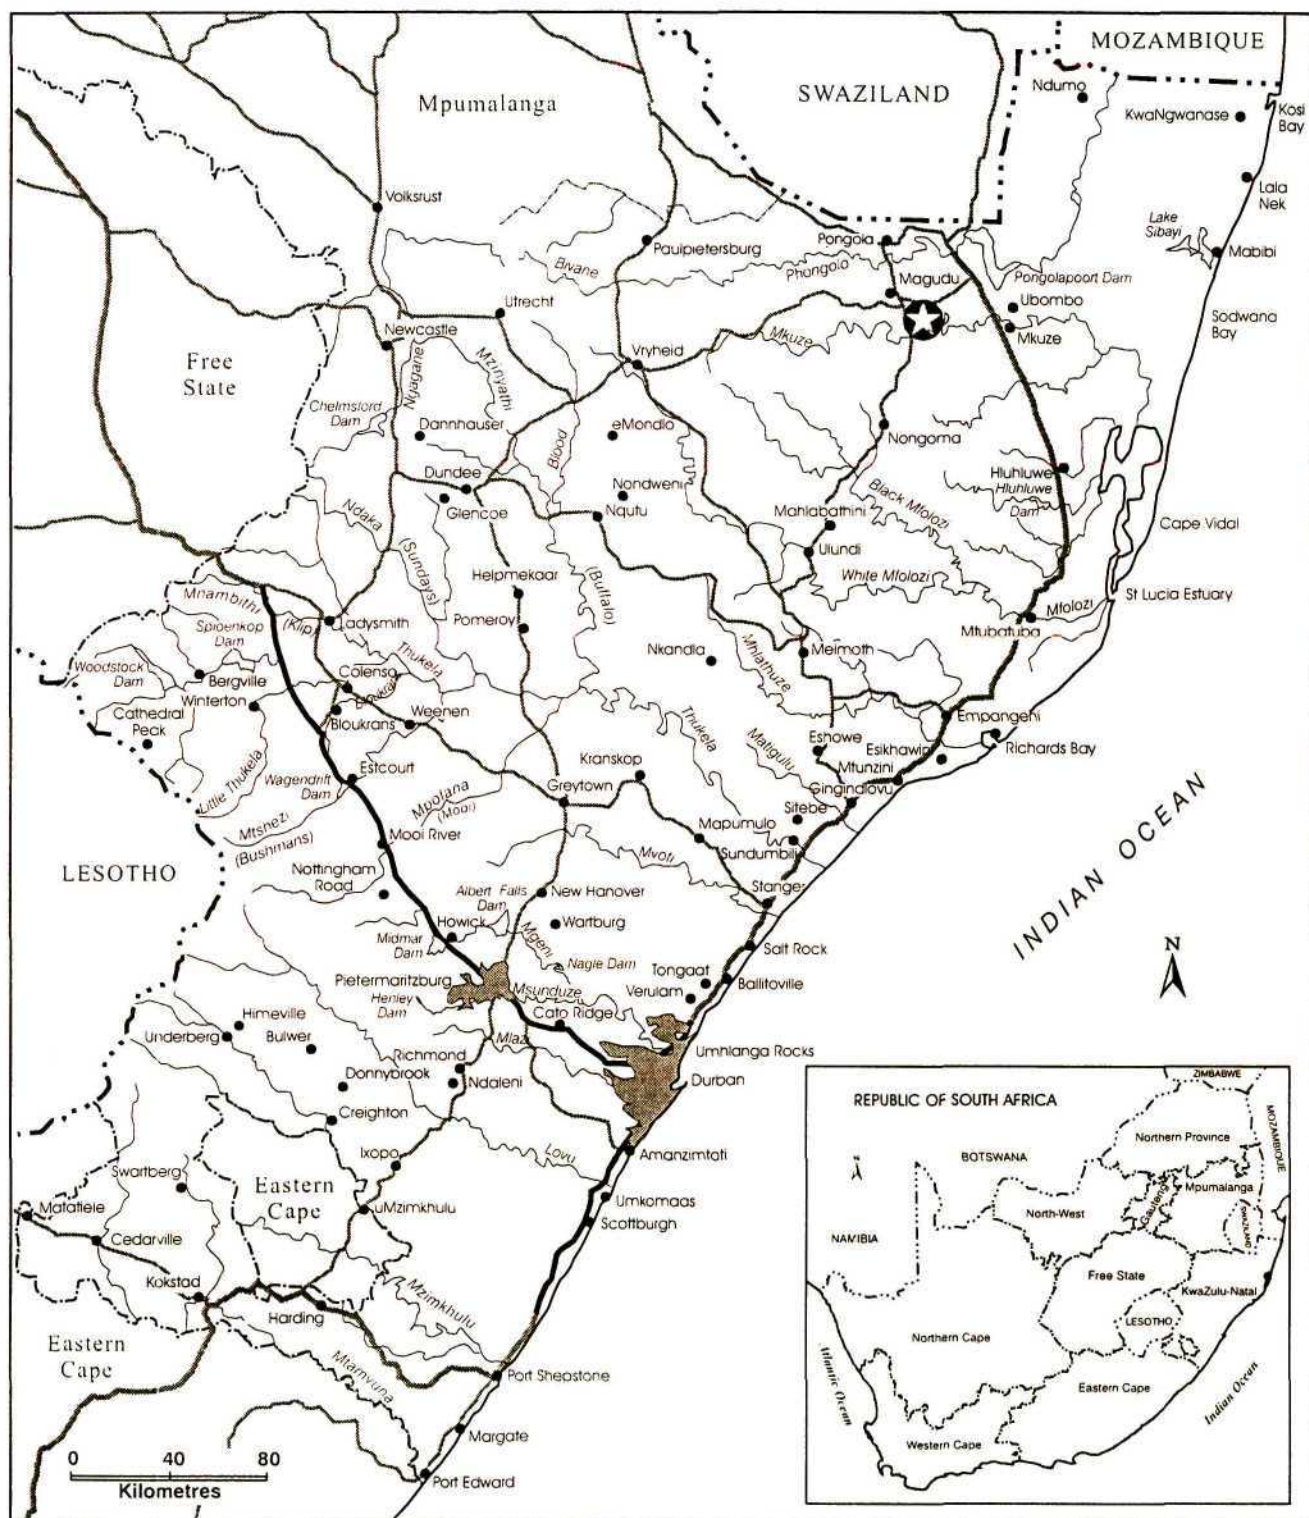 MOZAMBIQUE
Ndumo
KwaNgwanase
Kosi
Bay
SWAZILAND
Mpumalanga
Lala
Nek
Volksrust
Lake
Sibayi
Mabibi
Paulpietersburg
Pongola
Bivane
Phongolo
Pongolapoort Dam
Magudu
Utrecht
Ubombo
Sodwana
Bay
Newcastle
Mkuze
Mkuze
Free
State
Vryheid
Ngagane
Mzinyathi
Chelmsford
Dam
Dannhauser
eMondlo
Nongoma
Blood
Dundee
Hluhluwe
Hluhluwe
Dam
Nondweni
Glencoe
Ndaka
Nqutu
Black Mfolozi
Mahlabathini
Cape Vidal
Ulundi
(Sundays)
Helpmekaar
(Buffalo)
White Mfolozi
St Lucia Estuary
Mfolozi
Mnambithi
(Klip)
Ladysmith
Pomeroy
Mtubatuba
Spioenkop
Dam
Thukela
Nkandla
Melmoth
Mhlathuze
Woodstock
Dam
Bergville
Colenso
Bloukrans
Winterton
Bloukrans
Weenen
Cathedral
Peak
Thukela
Matigulu
Empangeni
Eshowe
Esikhawini
Richards Bay
Kranskop
Mtunzini
Wagendrift
Dam
Estcourt
Little Thukela
Mpofana
(Mooi)
Greytown
Gingindlovu
Sitebe
Mtshezi
(Bushmans)
Mooi River
Mapumulo
Sundumbili
Mvoti
LESOTHO
Nottingham
Road
Albert Falls
Dam
New Hanover
Stanger
INDIAN OCEAN
Howick
Wartburg
Midmar
Dam
Mgeni
Salt Rock
N
Nagle Dam
Pietermaritzburg
Tongaat
Ballitoville
Msunduze
Verulam
Henley
Dam
Cato Ridge
Himeville
Underberg
Bulwer
Mlazi
Umhlanga Rocks
Richmond
Durban
Donnybrook
Ndaleni
Creighton
Lovu
Amanzimtoti
Ixopo
Swartberg
Eastern
Cape
Umkomaas
Matatiele
uMzimkhulu
Scottburgh
Cedarville
Kokstad
Mzimkhulu
Harding
Eastern
Cape
Mtamvuna
Port Shepstone
Margate
Port Edward
0 40 80
Kilometres
ZIMBABWE
REPUBLIC OF SOUTH AFRICA
MOZAMBIQUE
Northern Province
BOTSWANA
N
Mpumalanga
Gauteng
North-West
SWAZILAND
NAMIBIA
Free State
KwaZulu-Natal
LESOTHO
Northern Cape
Atlantic Ocean
Eastern Cape
Indian Ocean
Western Cape